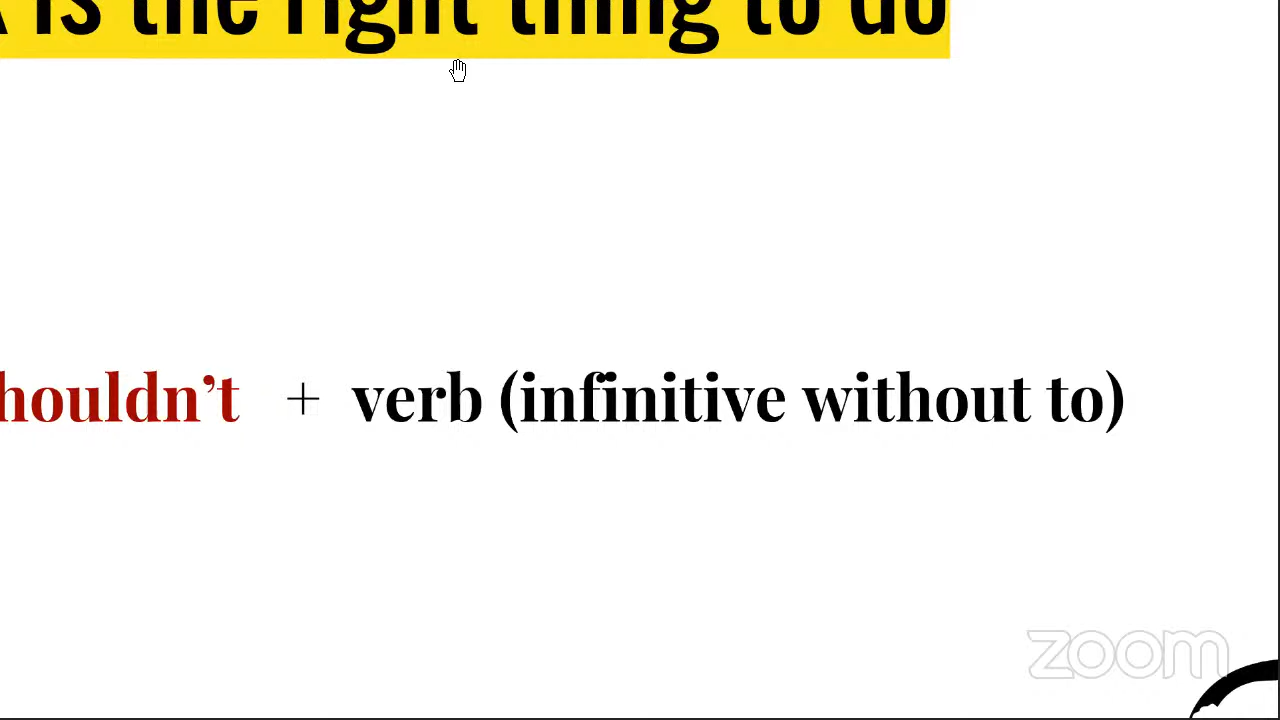 is the right thing to do
houldn’t + verb (infinitive without to)
zoom